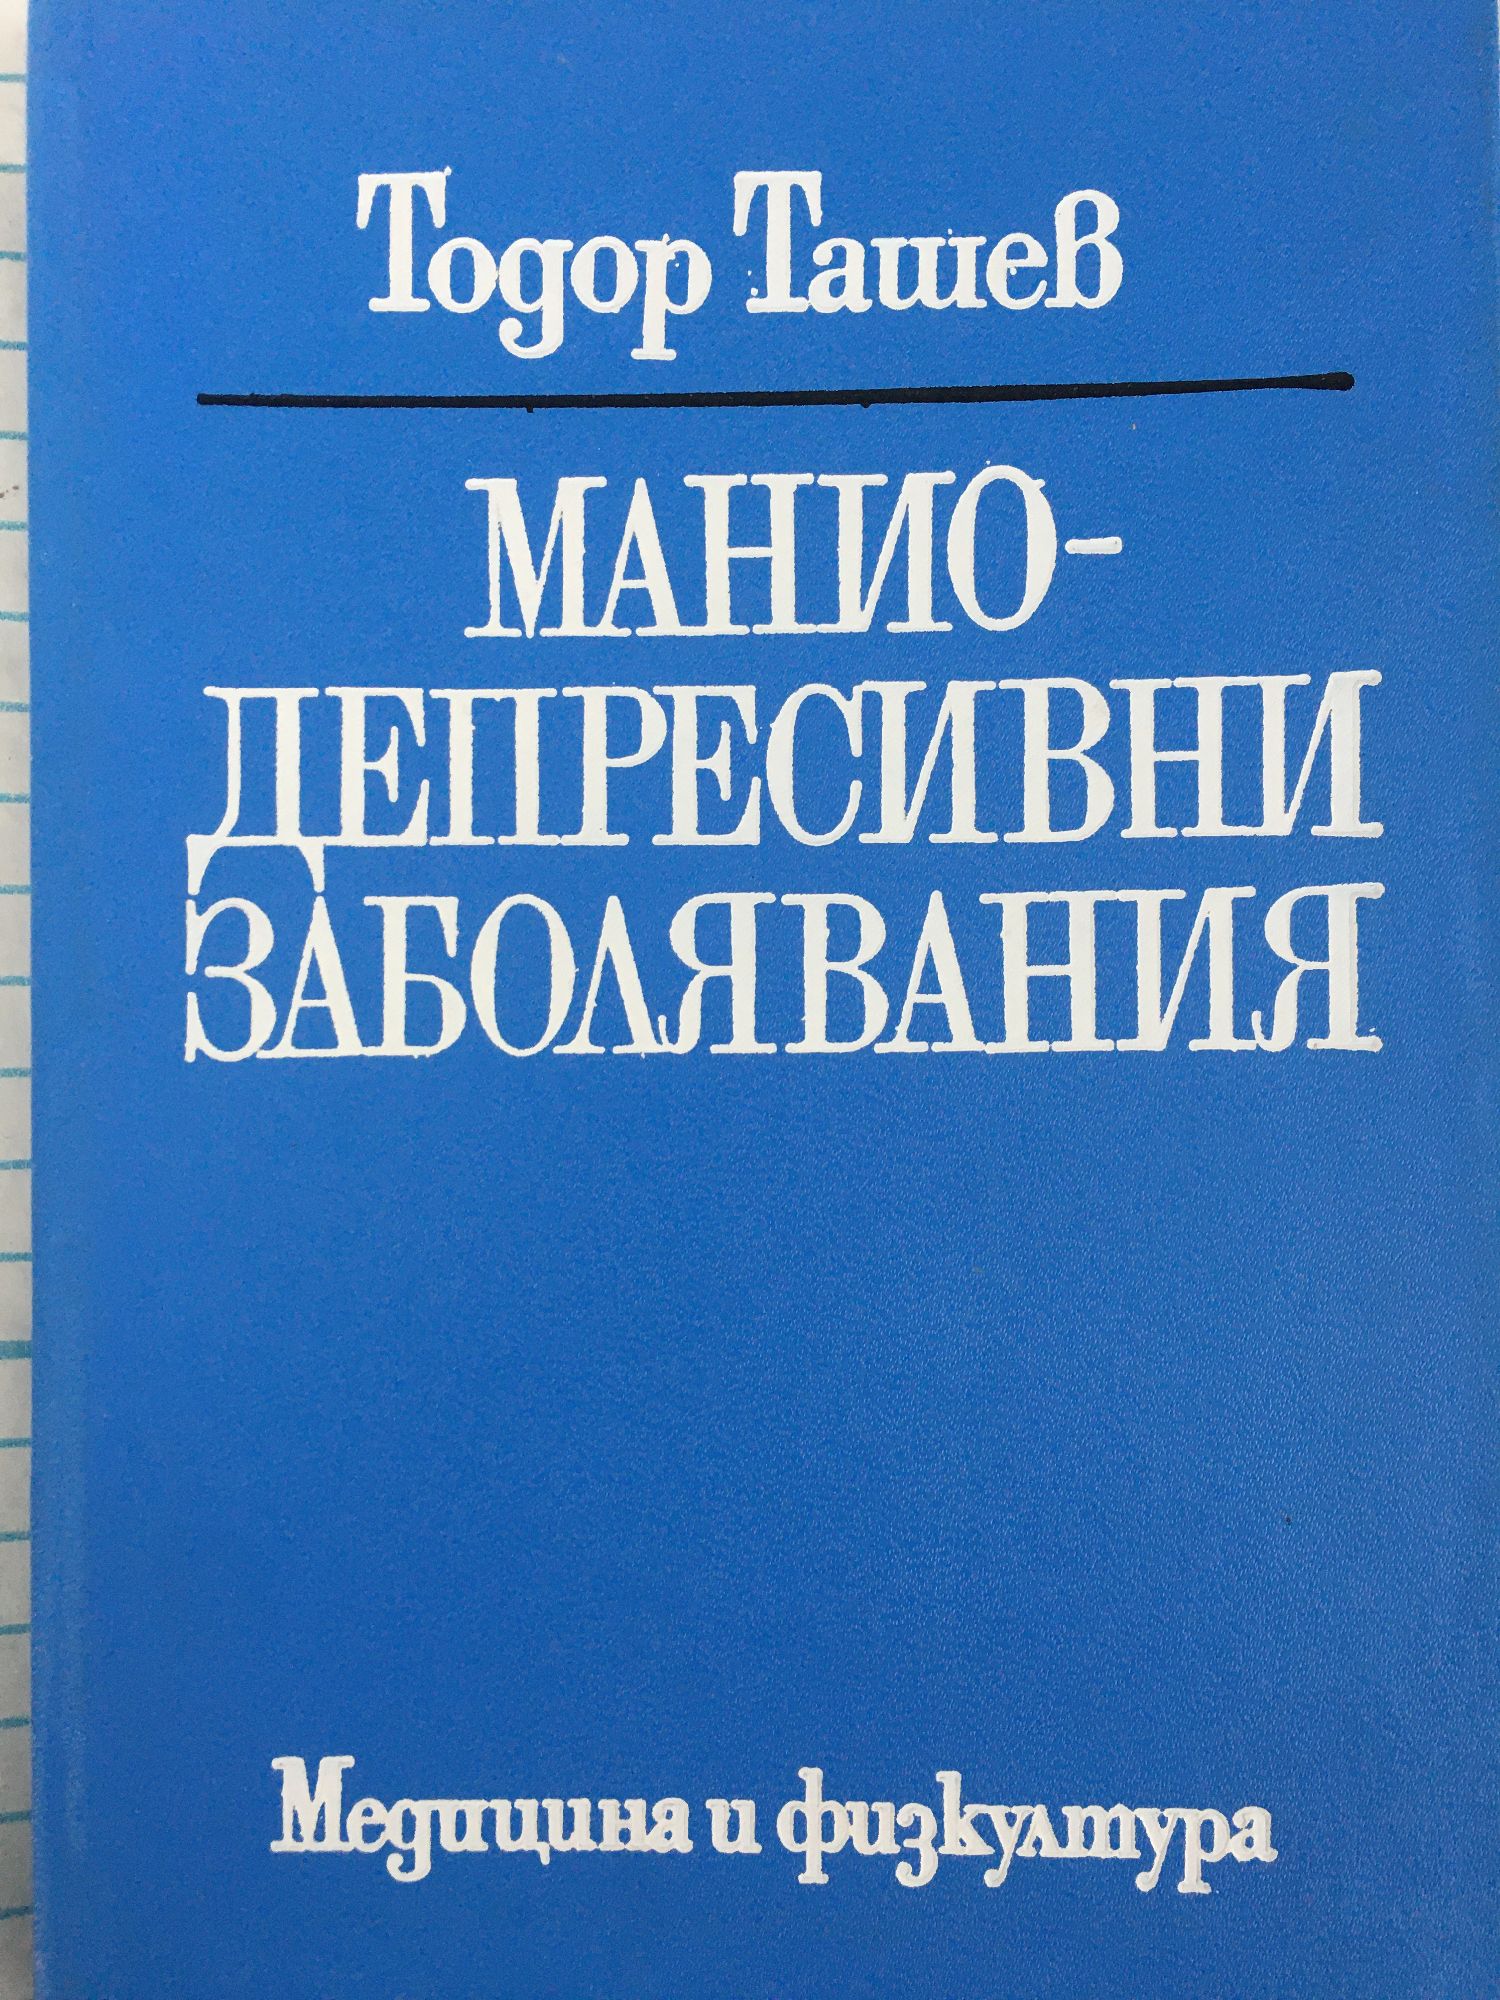 Тодор Ташев
МАНИО-
ДЕПРЕСИВНИ
ЗАБОЛЯВАНИЯ
Медицина и физкултура